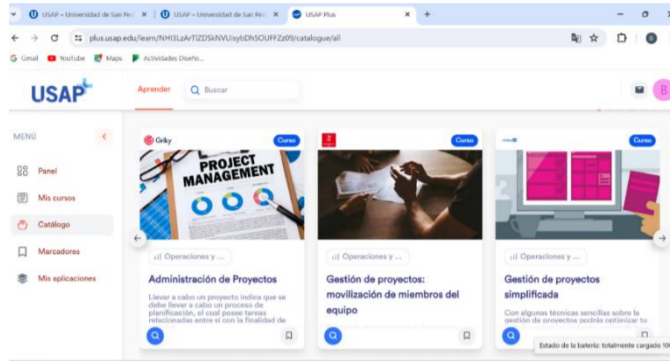 USAP – Universidad de San Ped
USAP – Universidad de San Ped
USAP Plus
plus.usap.edu/learn/
/catalogue/all
Gmail
YouTube
Maps
Actividades Diseño...
USAP+
Aprender
Buscar
B
MENÚ
Panel
Mis cursos
Catálogo
Marcadores
Mis aplicaciones
Griky
Curso
PROJECT
MANAGEMENT
Operaciones y ...
Administración de Proyectos
Llevar a cabo un proyecto indica que se
debe llevar a cabo un proceso de
planificación, el cual posee tareas
relacionadas entre sí con la finalidad de
Curso
Operaciones y ...
Gestión de proyectos:
movilización de miembros del
equipo
Curso
Operaciones y ...
Gestión de proyectos
simplificada
Con algunas técnicas sencillas sobre la
gestión de proyectos podrás optimizar tu
Estado de la batería: totalmente cargado 10